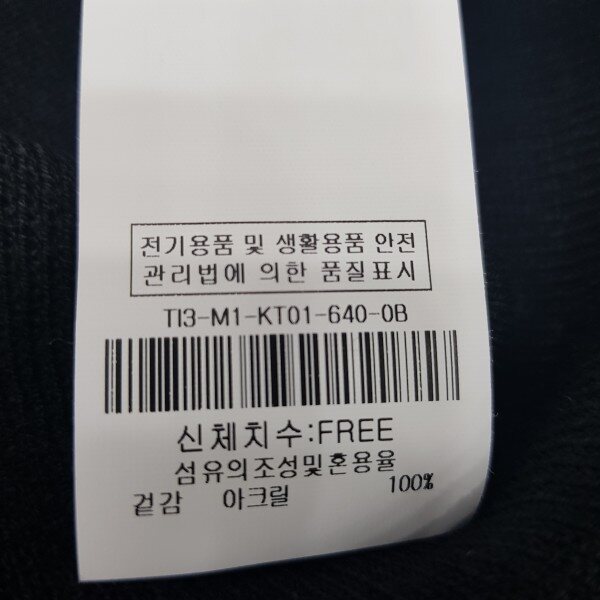 전기용품 및 생활용품 안전
관리법에 의한 품질표시
TI3-M1-KT01-640-0B
신체치수:FREE
섬유의조성및혼용율
겉감 아크릴 100%